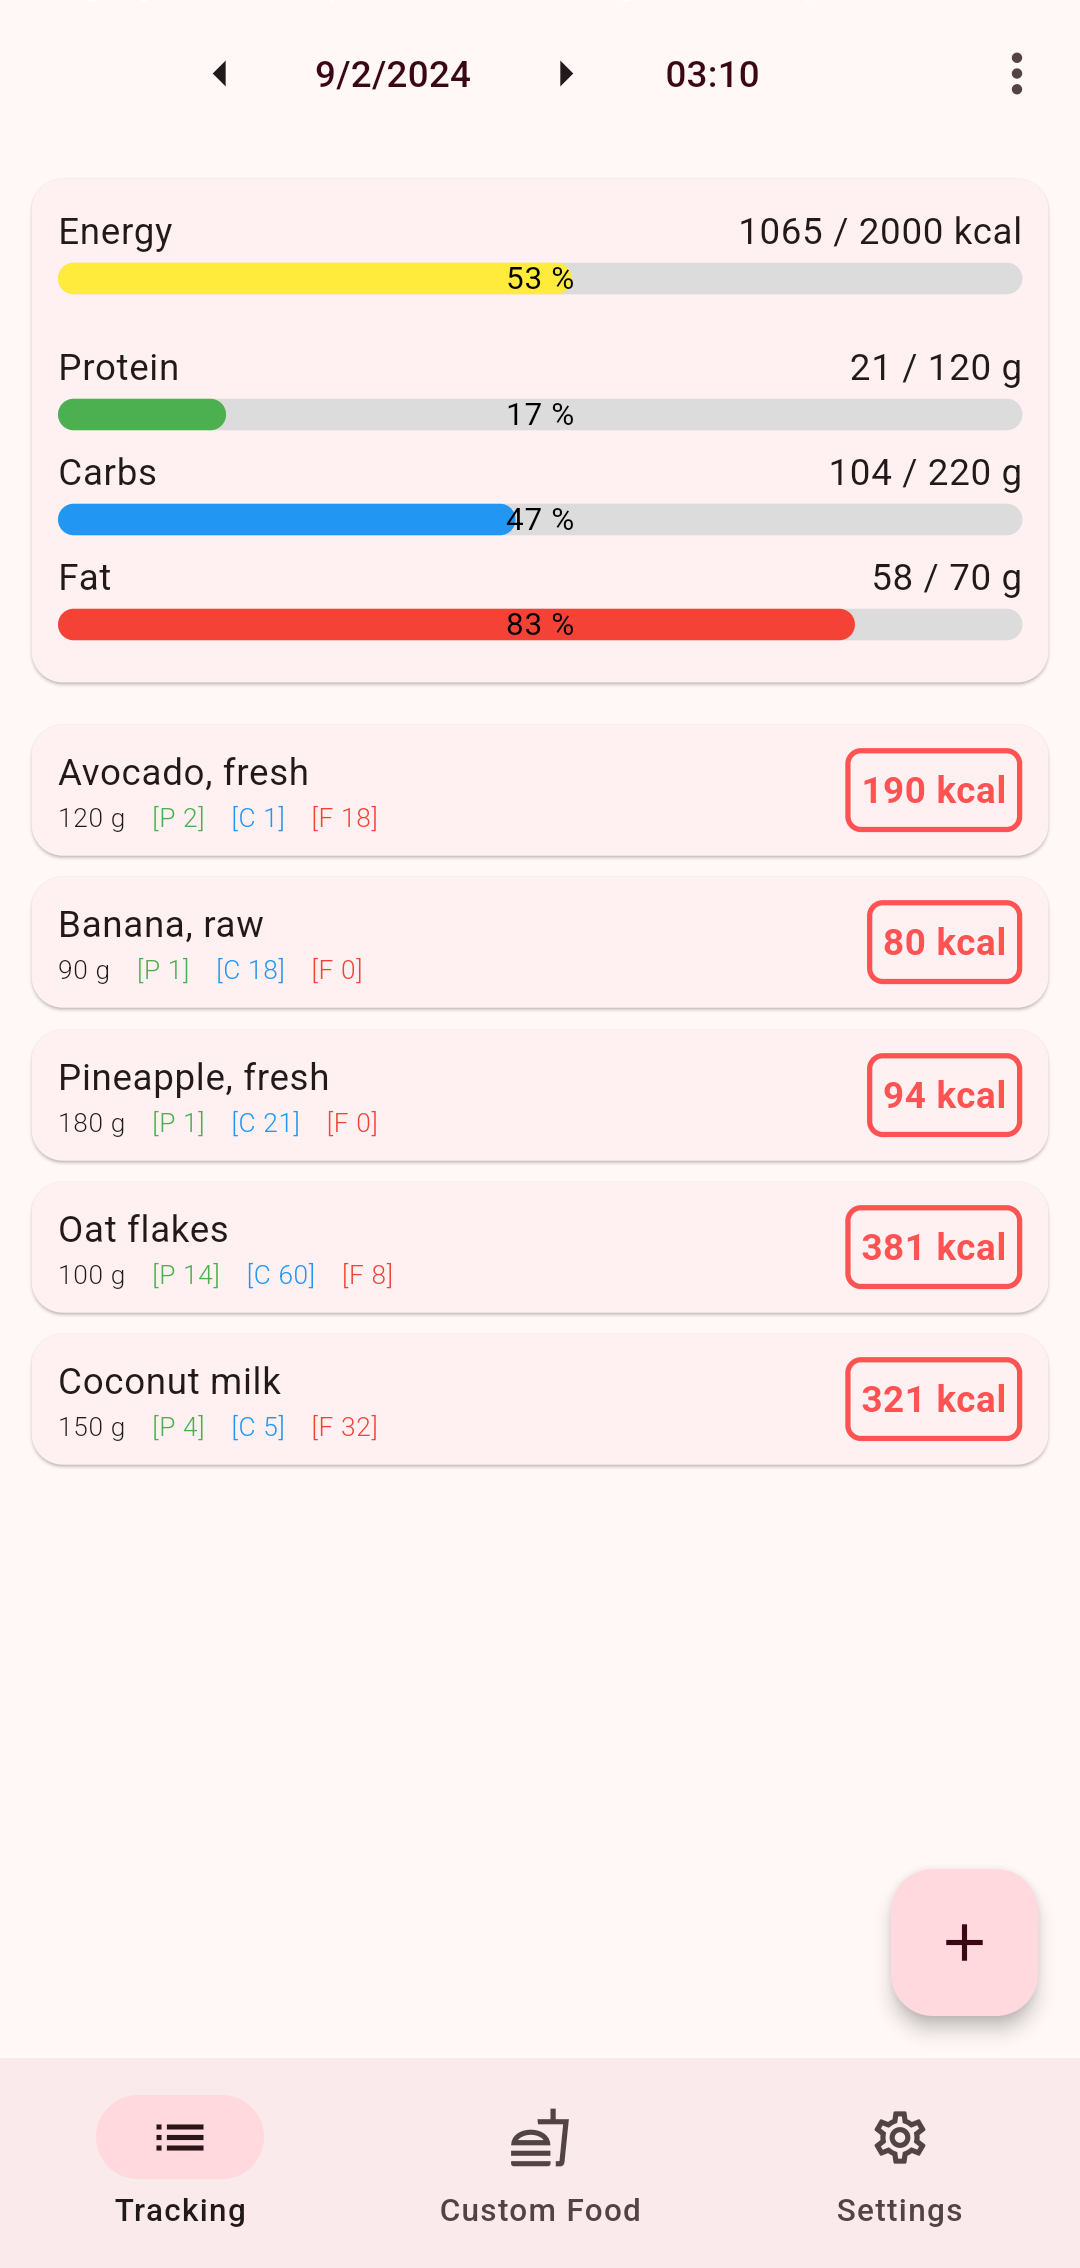 9/2/2024 03:10
Energy 1065 / 2000 kcal
53 %
Protein 21 / 120 g
17 %
Carbs 104 / 220 g
47 %
Fat 58 / 70 g
83 %
Avocado, fresh
120 g [P 2] [C 1] [F 18]
190 kcal
Banana, raw
90 g [P 1] [C 18] [F 0]
80 kcal
Pineapple, fresh
180 g [P 1] [C 21] [F 0]
94 kcal
Oat flakes
100 g [P 14] [C 60] [F 8]
381 kcal
Coconut milk
150 g [P 4] [C 5] [F 32]
321 kcal
Tracking Custom Food Settings